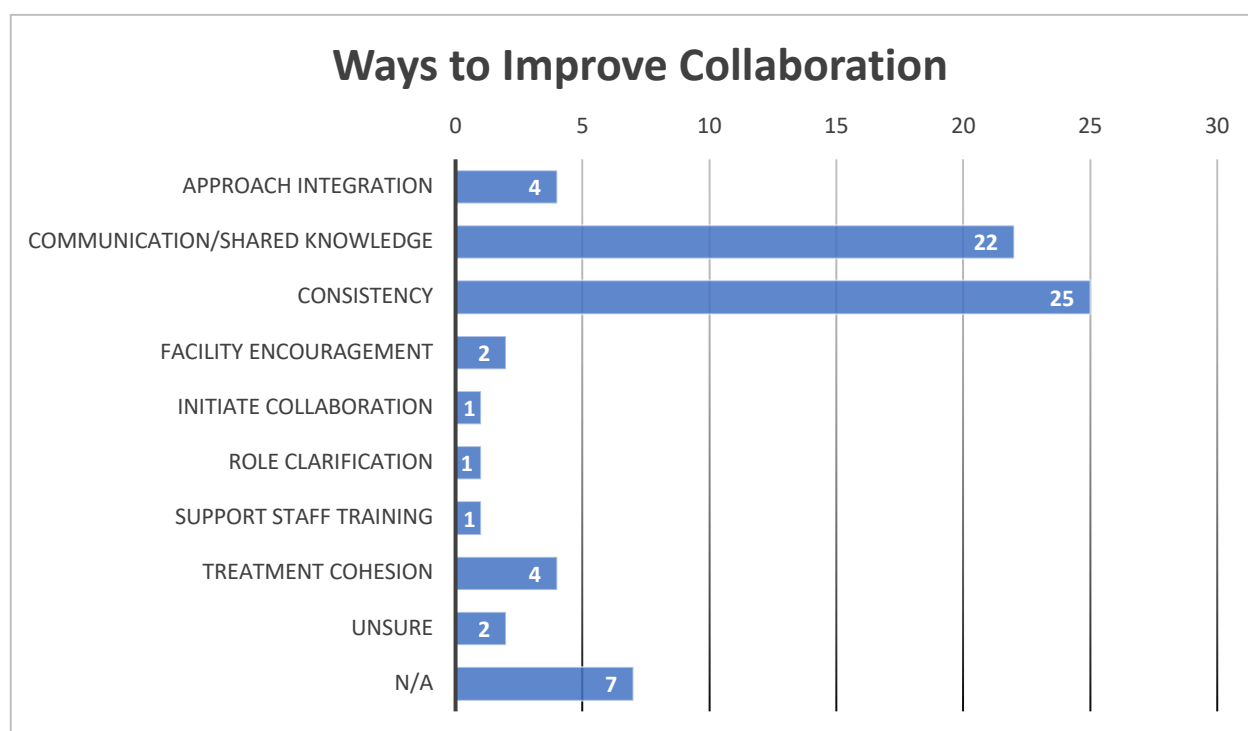 Ways to Improve Collaboration
0 5 10 15 20 25 30
APPROACH INTEGRATION 4
COMMUNICATION/SHARED KNOWLEDGE 22
CONSISTENCY 25
FACILITY ENCOURAGEMENT 2
INITIATE COLLABORATION 1
ROLE CLARIFICATION 1
SUPPORT STAFF TRAINING 1
TREATMENT COHESION 4
UNSURE 2
N/A 7